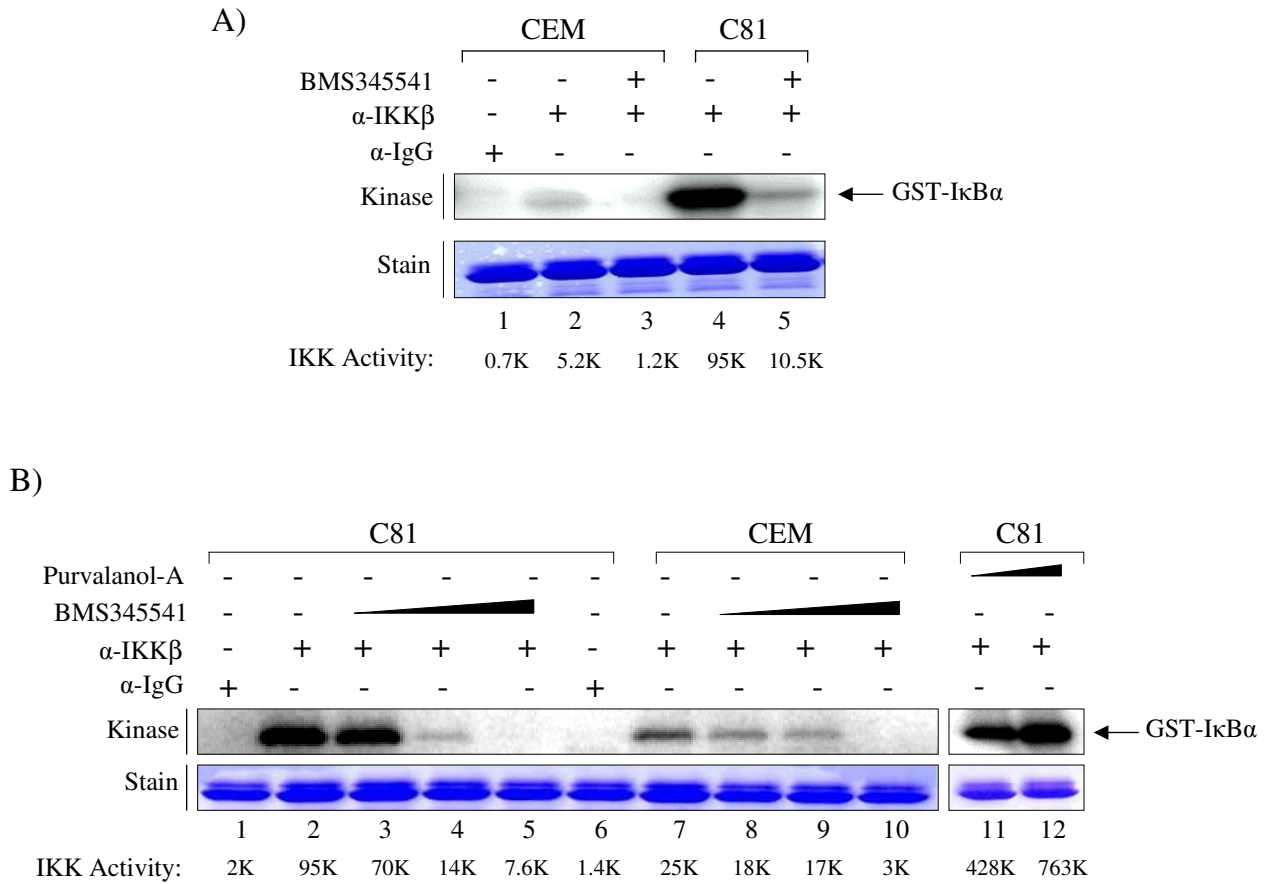 A)
CEM C81
BMS345541 - - + - +
α-IKKβ - + + + +
α-IgG + - - - -
Kinase GST-IκBα
Stain
1 2 3 4 5
IKK Activity: 0.7K 5.2K 1.2K 95K 10.5K
B)
C81 CEM C81
Purvalanol-A - - - - - - - - - -
BMS345541 - - - - - -
α-IKKβ - + + + + - + + + + + +
α-IgG + - - - - + - - - - - -
Kinase GST-IκBα
Stain
1 2 3 4 5 6 7 8 9 10 11 12
IKK Activity: 2K 95K 70K 14K 7.6K 1.4K 25K 18K 17K 3K 428K 763K